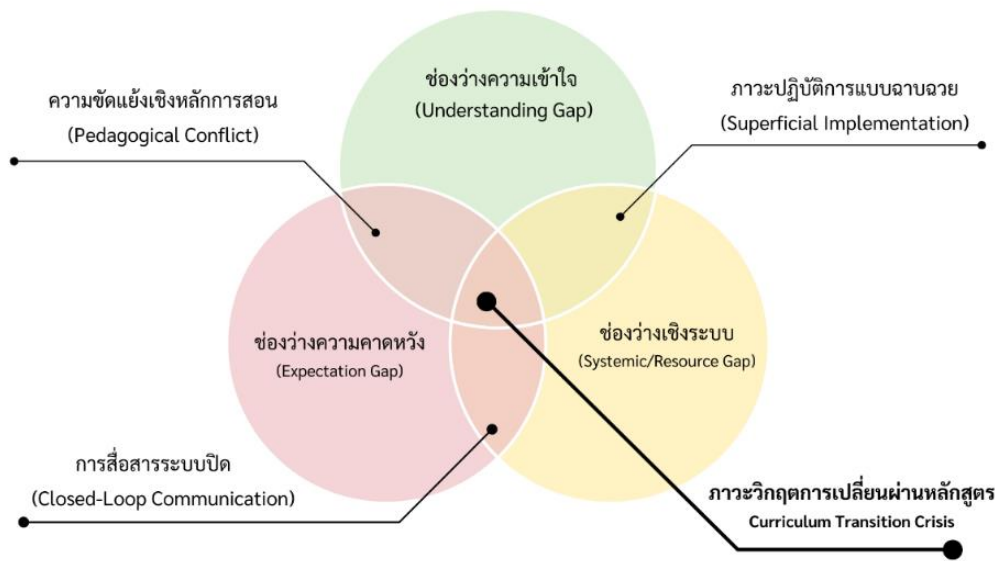 ช่องว่างความเข้าใจ
(Understanding Gap)
ความขัดแย้งเชิงหลักการสอน
(Pedagogical Conflict)
ภาวะปฏิบัติการแบบฉาบฉวย
(Superficial Implementation)
ช่องว่างความคาดหวัง
(Expectation Gap)
ช่องว่างเชิงระบบ
(Systemic/Resource Gap)
การสื่อสารระบบปิด
(Closed-Loop Communication)
ภาวะวิกฤตการเปลี่ยนผ่านหลักสูตร
Curriculum Transition Crisis